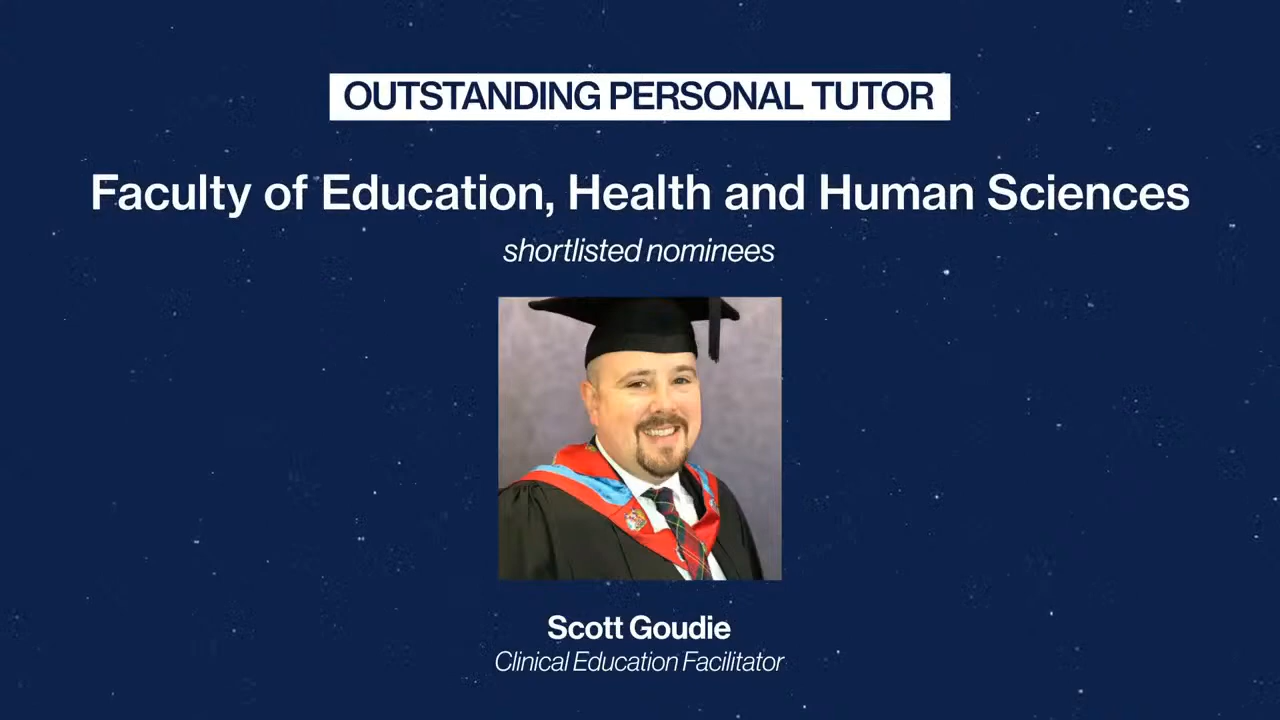 OUTSTANDING PERSONAL TUTOR
Faculty of Education, Health and Human Sciences
shortlisted nominees
Scott Goudie
Clinical Education Facilitator